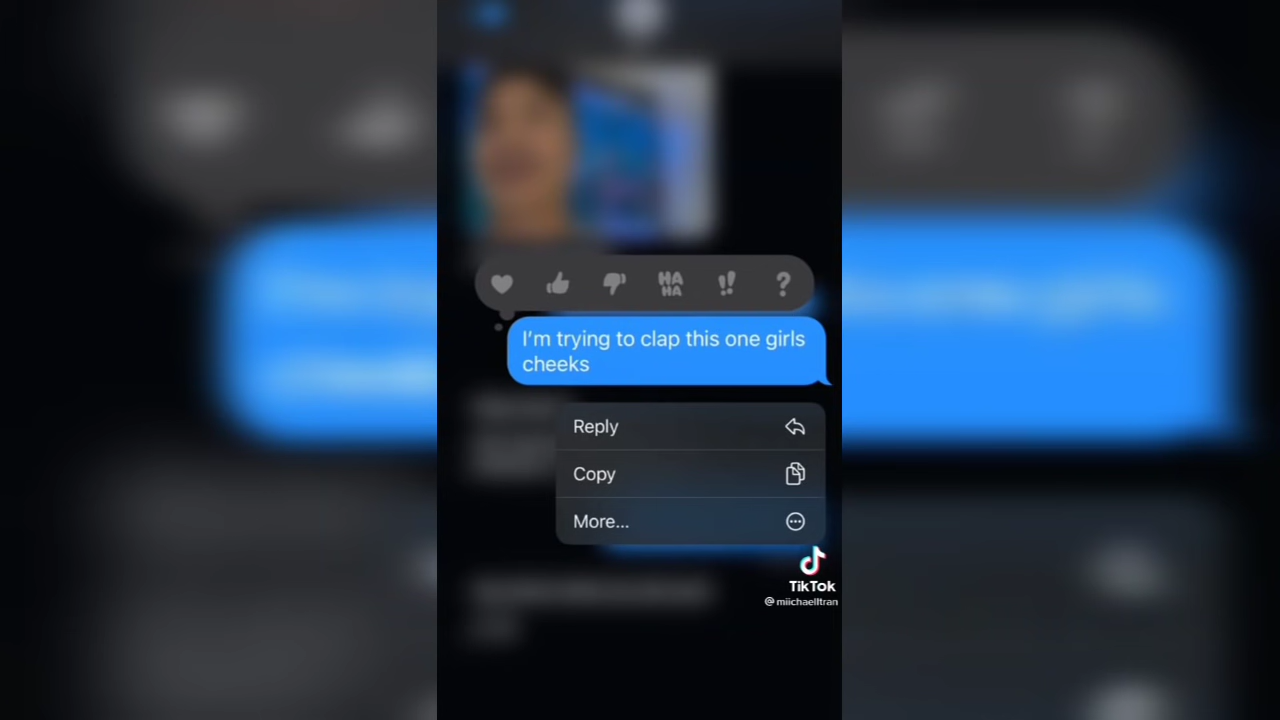 HA
HA
I'm trying to clap this one girls
cheeks
Reply
Copy
More...
TikTok
@miichaelltran